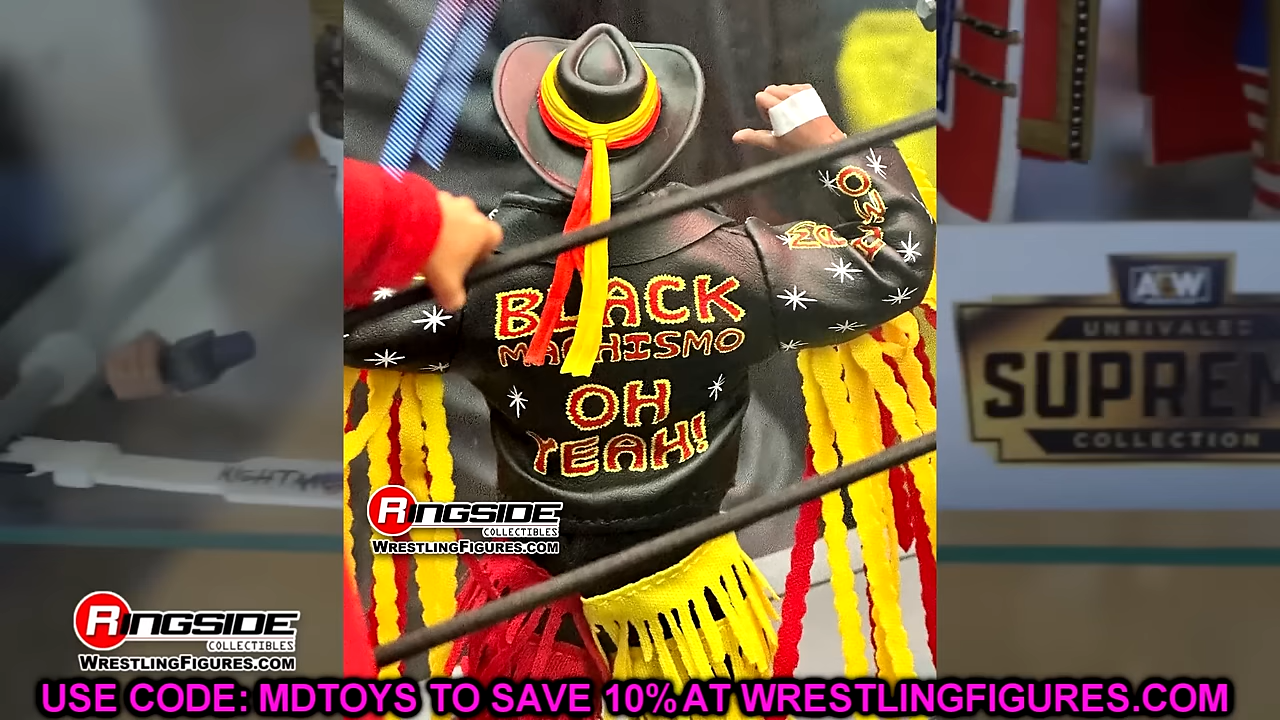 BLACK
MACHISMO
OH
YEAH!
RINGSIDE
COLLECTIBLES
WRESTLINGFIGURES.COM
AEW
UNRIVALED
SUPREM
COLLECTION
RINGSIDE
COLLECTIBLES
WRESTLINGFIGURES.COM
USE CODE: MDTOYS TO SAVE 10% AT WRESTLINGFIGURES.COM